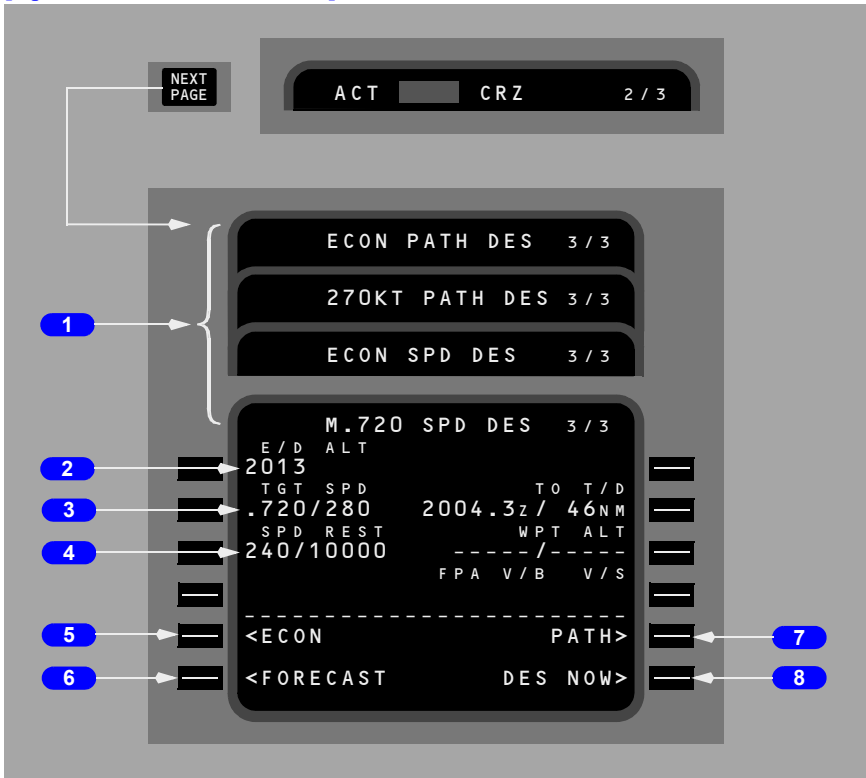 NEXT
PAGE
ACT CRZ 2/3
ECON PATH DES 3/3
270KT PATH DES 3/3
1
ECON SPD DES 3/3
M.720 SPD DES 3/3
E/D ALT
2
2013
TGT SPD TO T/D
3
.720/280 2004.3z/ 46NM
SPD REST WPT ALT
4
240/10000 -----/-----
FPA V/B V/S
------------------------
5
<ECON PATH>
7
6
<FORECAST DES NOW>
8